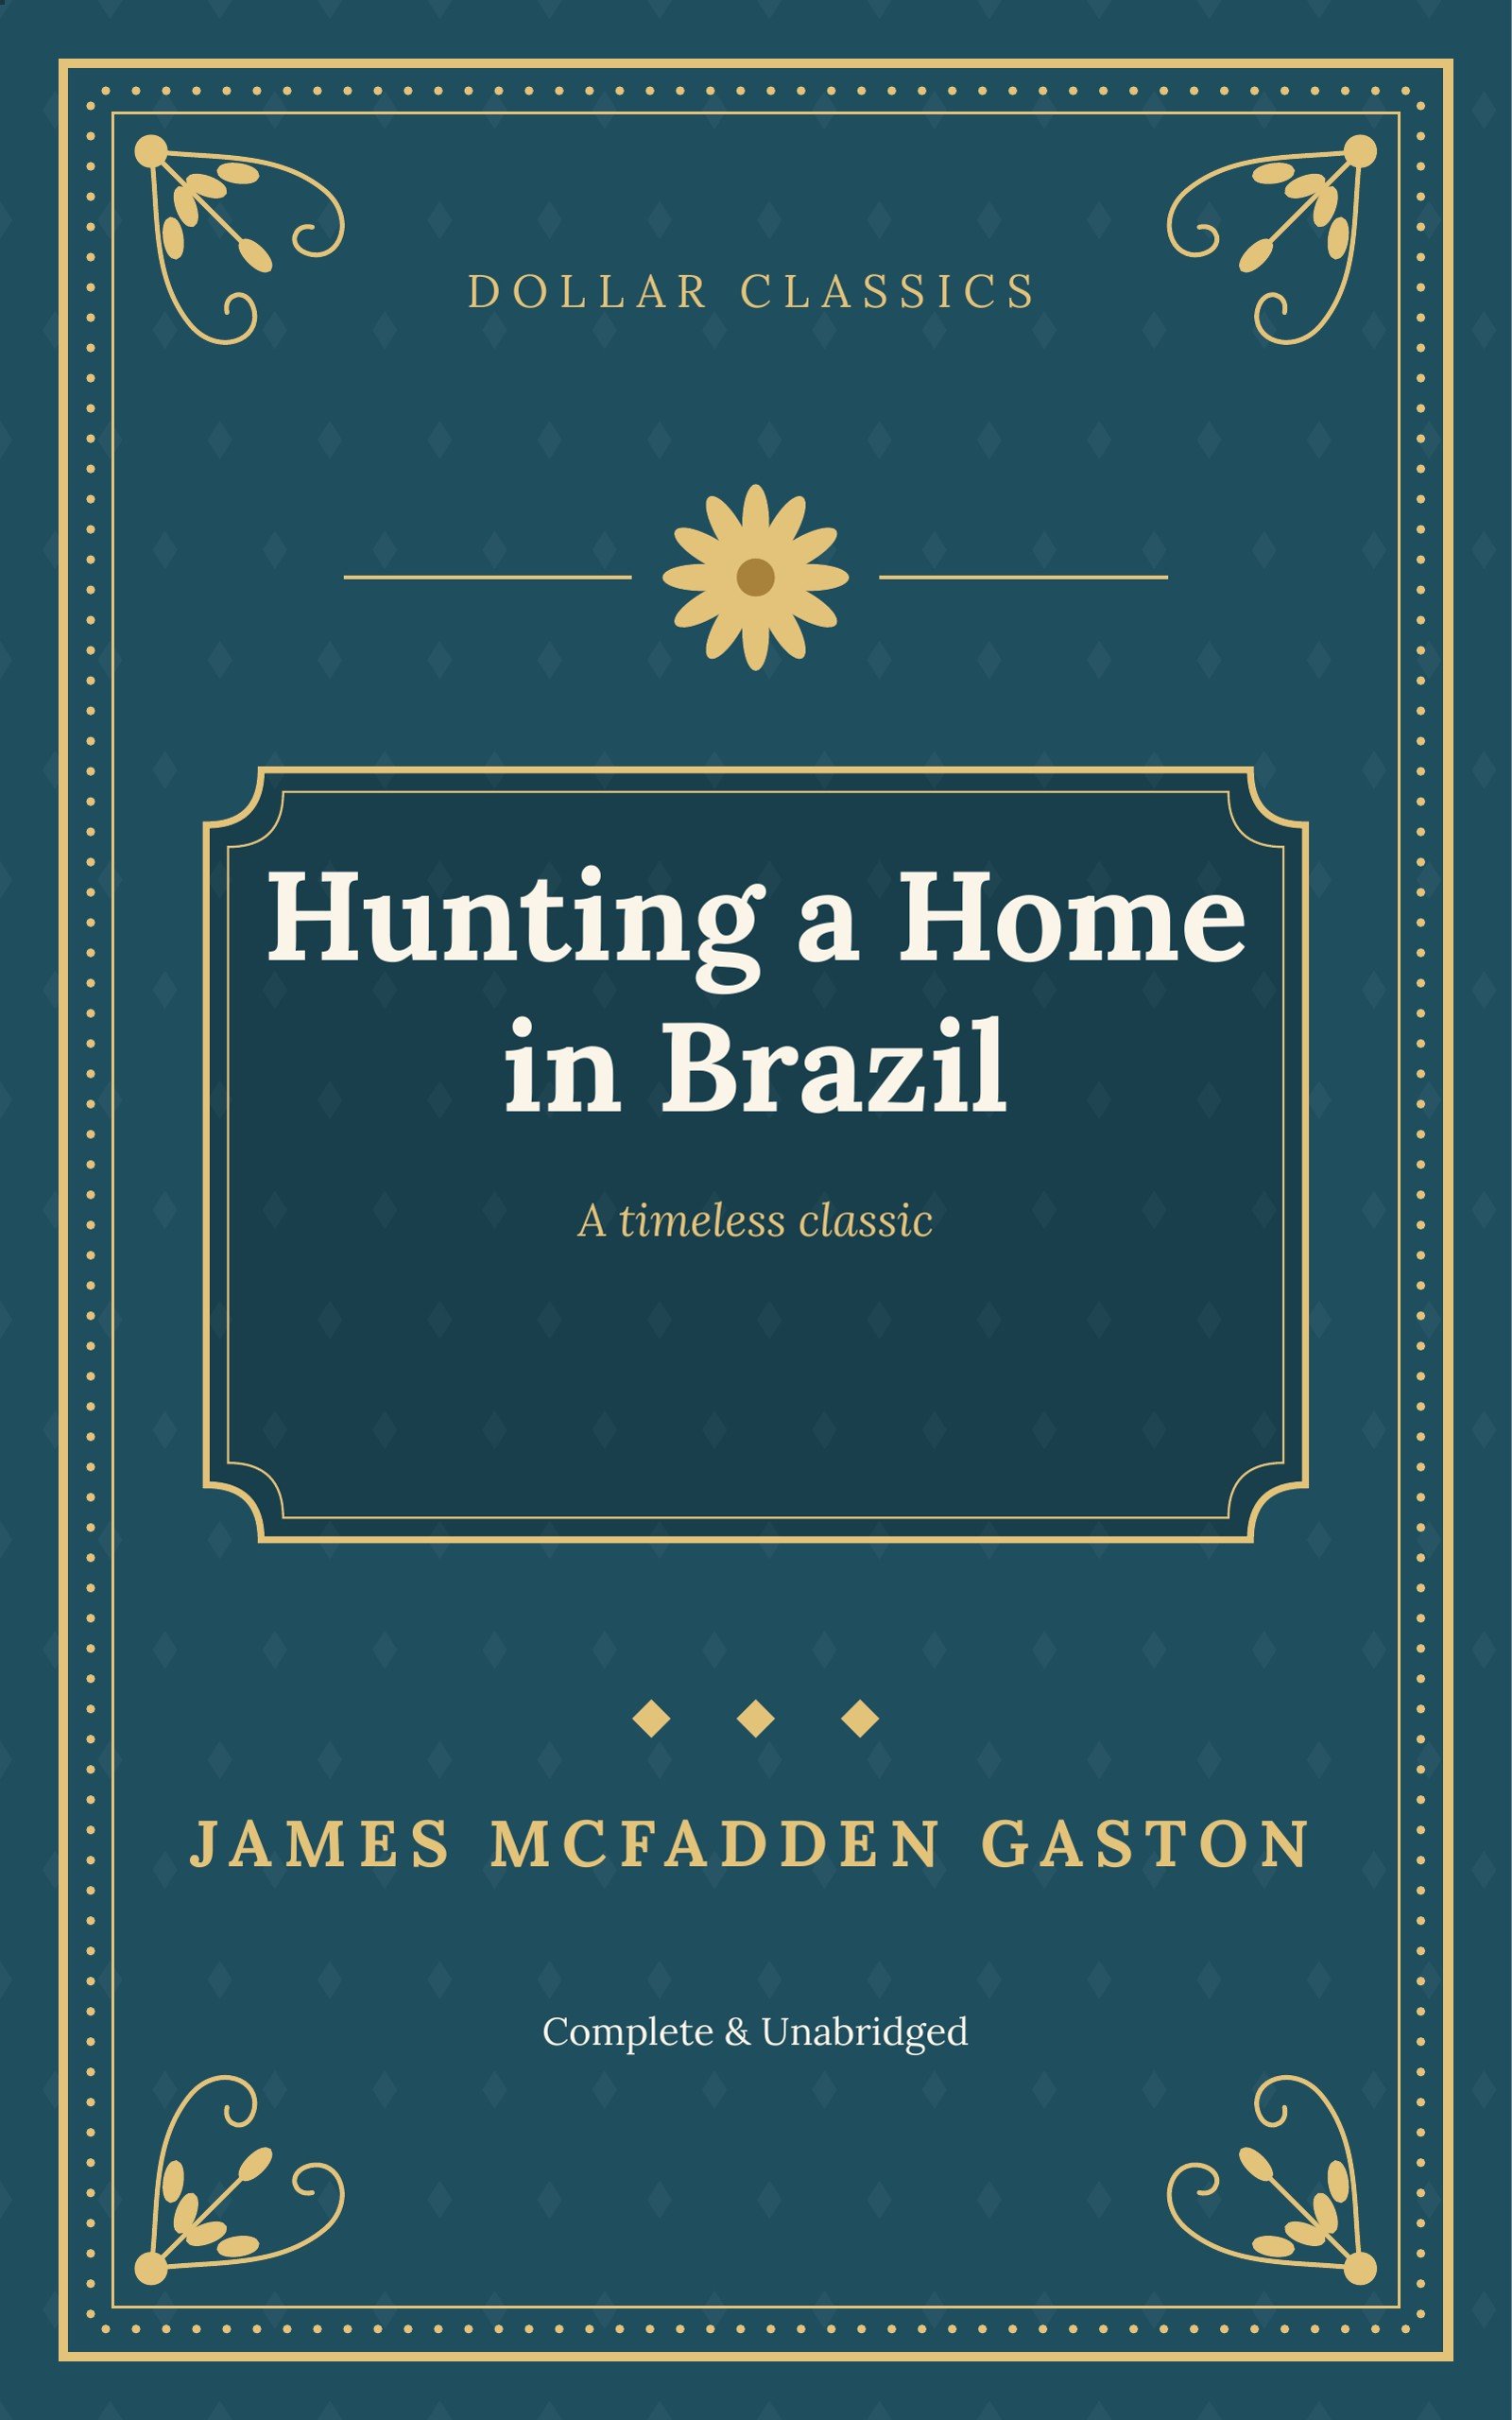 DOLLAR CLASSICS
Hunting a Home
in Brazil
A timeless classic
JAMES MCFADDEN GASTON
Complete & Unabridged